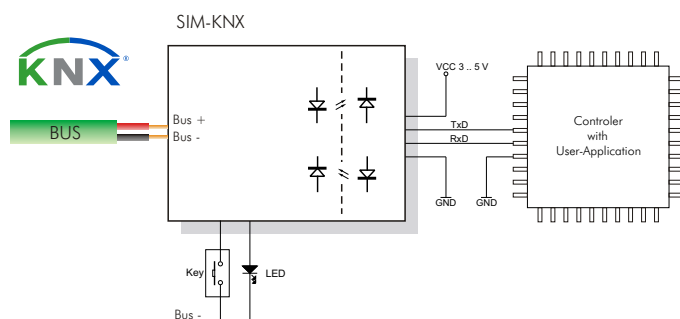 SIM-KNX
KNX®
VCC 3 .. 5 V
Bus +
BUS
Bus -
TxD
RxD
Controler
with
User-Application
GND
GND
Key
LED
Bus -